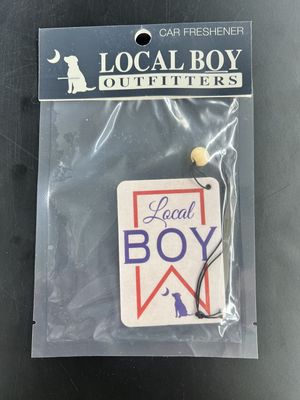 CAR FRESHENER
LOCAL BOY
OUTFITTERS
Local
BOY